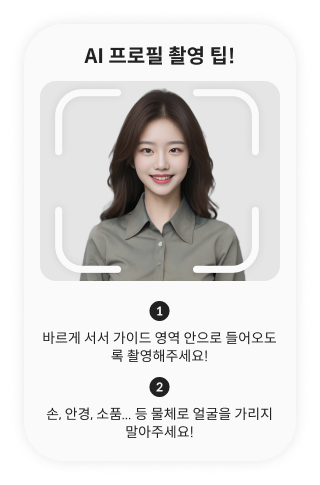 AI 프로필 촬영 팁!
1
바르게 서서 가이드 영역 안으로 들어오도
록 촬영해주세요!
2
손, 안경, 소품... 등 물체로 얼굴을 가리지
말아주세요!